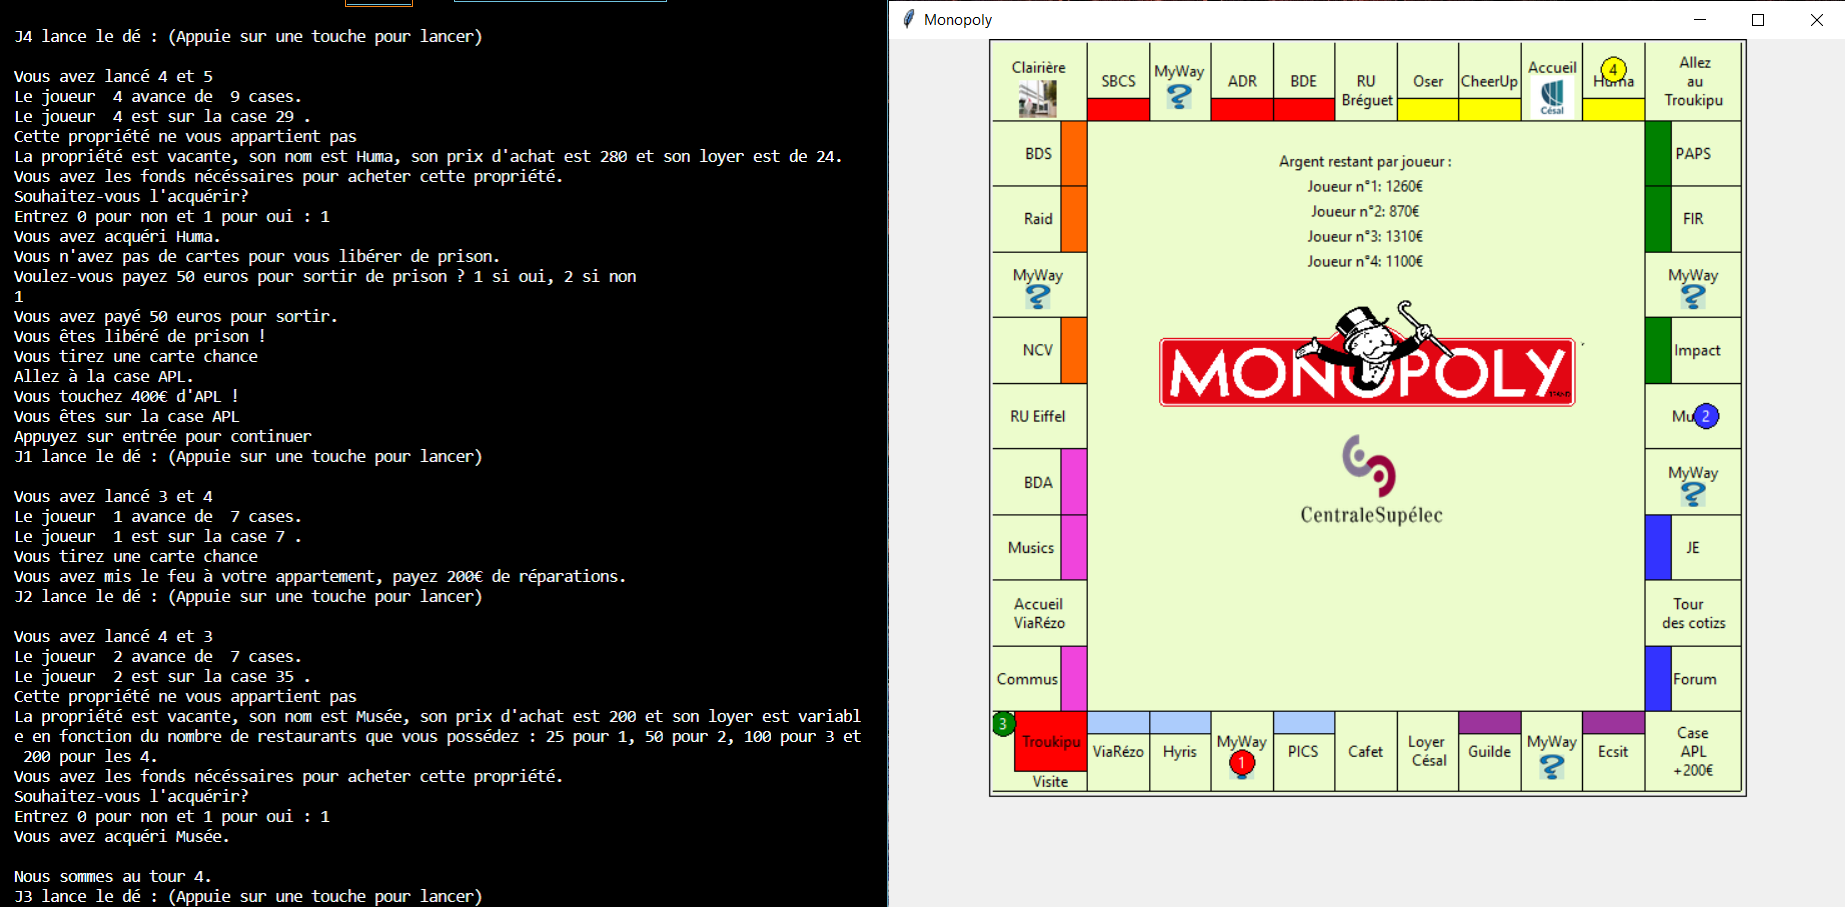 J4 lance le dé : (Appuie sur une touche pour lancer)
Vous avez lancé 4 et 5
Le joueur  4 avance de  9 cases.
Le joueur  4 est sur la case 29 .
Cette propriété ne vous appartient pas
La propriété est vacante, son nom est Huma, son prix d'achat est 280 et son loyer est de 24.
Vous avez les fonds nécéssaires pour acheter cette propriété.
Souhaitez-vous l'acquérir?
Entrez 0 pour non et 1 pour oui : 1
Vous avez acquéri Huma.
Vous n'avez pas de cartes pour vous libérer de prison.
Voulez-vous payez 50 euros pour sortir de prison ? 1 si oui, 2 si non
1
Vous avez payé 50 euros pour sortir.
Vous êtes libéré de prison !
Vous tirez une carte chance
Allez à la case APL.
Vous touchez 400€ d'APL !
Vous êtes sur la case APL
Appuyez sur entrée pour continuer
J1 lance le dé : (Appuie sur une touche pour lancer)
Vous avez lancé 3 et 4
Le joueur  1 avance de  7 cases.
Le joueur  1 est sur la case 7 .
Vous tirez une carte chance
Vous avez mis le feu à votre appartement, payez 200€ de réparations.
J2 lance le dé : (Appuie sur une touche pour lancer)
Vous avez lancé 4 et 3
Le joueur  2 avance de  7 cases.
Le joueur  2 est sur la case 35 .
Cette propriété ne vous appartient pas
La propriété est vacante, son nom est Musée, son prix d'achat est 200 et son loyer est variabl
e en fonction du nombre de restaurants que vous possédez : 25 pour 1, 50 pour 2, 100 pour 3 et
 200 pour les 4.
Vous avez les fonds nécéssaires pour acheter cette propriété.
Souhaitez-vous l'acquérir?
Entrez 0 pour non et 1 pour oui : 1
Vous avez acquéri Musée.
Nous sommes au tour 4.
J3 lance le dé : (Appuie sur une touche pour lancer)
Monopoly
Clairière
SBCS
MyWay
?
ADR
BDE
RU
Bréguet
Oser
CheerUp
Accueil
Césal
4
Huma
Allez
au
Troukipu
BDS
Raid
MyWay
?
NCV
RU Eiffel
BDA
Musics
Accueil
ViaRézo
Commus
Argent restant par joueur :
Joueur n°1: 1260€
Joueur n°2: 870€
Joueur n°3: 1310€
Joueur n°4: 1100€
MONOPOLY
CentraleSupélec
PAPS
FIR
MyWay
?
Impact
Mu
2
MyWay
?
JE
Tour
des cotizs
Forum
3
Troukipu
Visite
ViaRézo
Hyris
MyWay
1
PICS
Cafet
Loyer
Césal
Guilde
MyWay
?
Ecsit
Case
APL
+200€